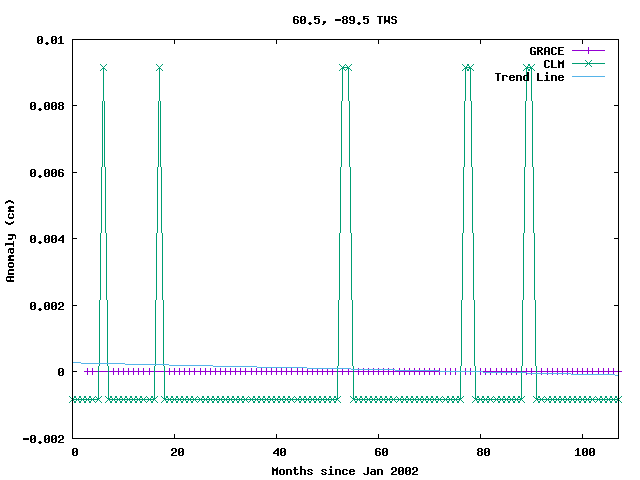 60.5, -89.5 TWS
0.01
GRACE
CLM
Trend Line
0.008
0.006
0.004
0.002
0
-0.002
Anomaly (cm)
0 20 40 60 80 100
Months since Jan 2002